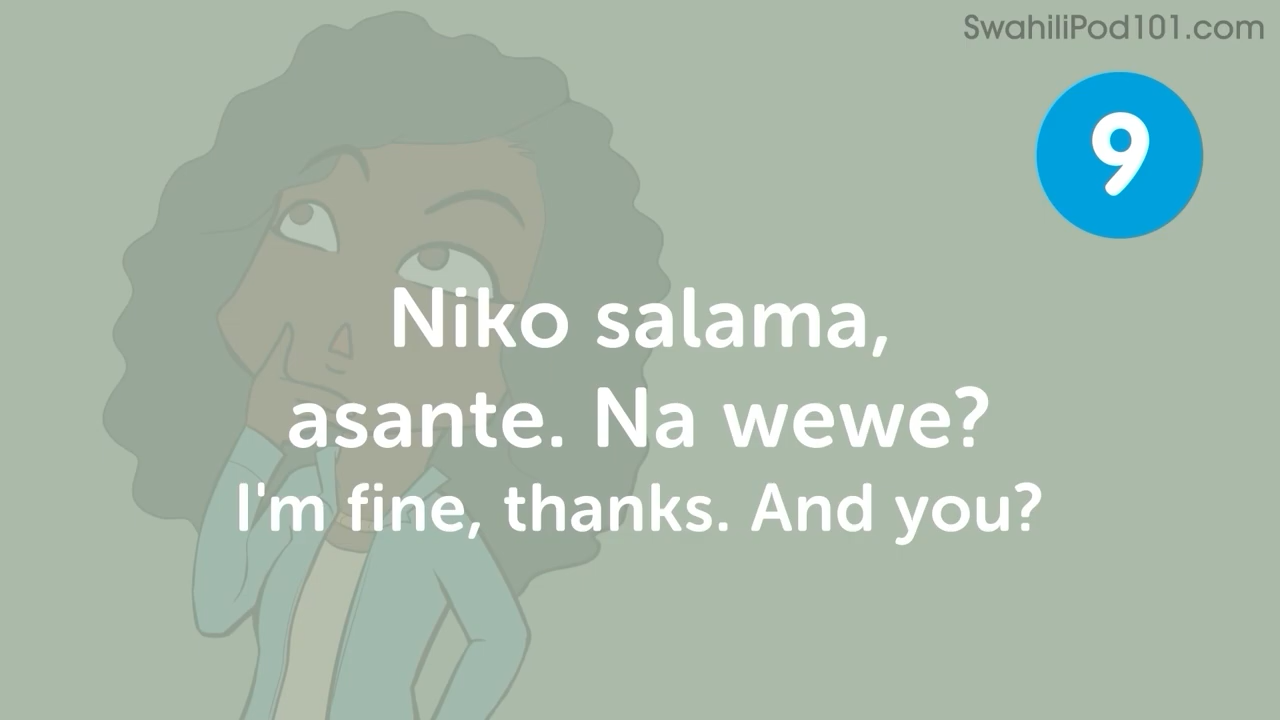 SwahiliPod101.com
9
Niko salama,
asante. Na wewe?
I'm fine, thanks. And you?